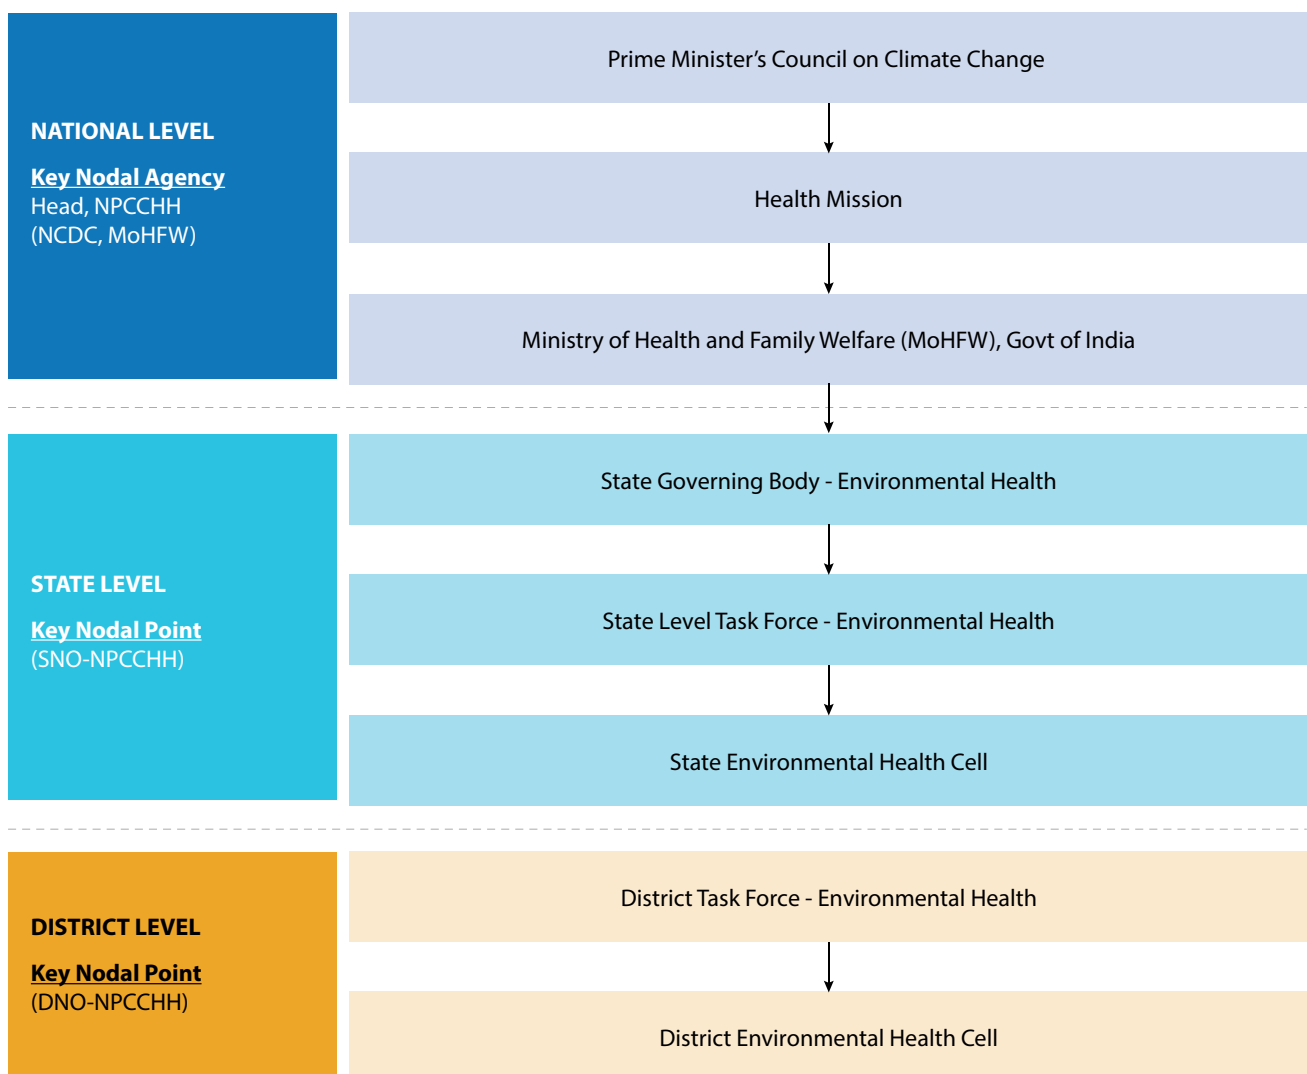 NATIONAL LEVEL
Key Nodal Agency
Head, NPCCHH
(NCDC, MoHFW)
Prime Minister’s Council on Climate Change
Health Mission
Ministry of Health and Family Welfare (MoHFW), Govt of India
STATE LEVEL
Key Nodal Point
(SNO-NPCCHH)
State Governing Body - Environmental Health
State Level Task Force - Environmental Health
State Environmental Health Cell
DISTRICT LEVEL
Key Nodal Point
(DNO-NPCCHH)
District Task Force - Environmental Health
District Environmental Health Cell